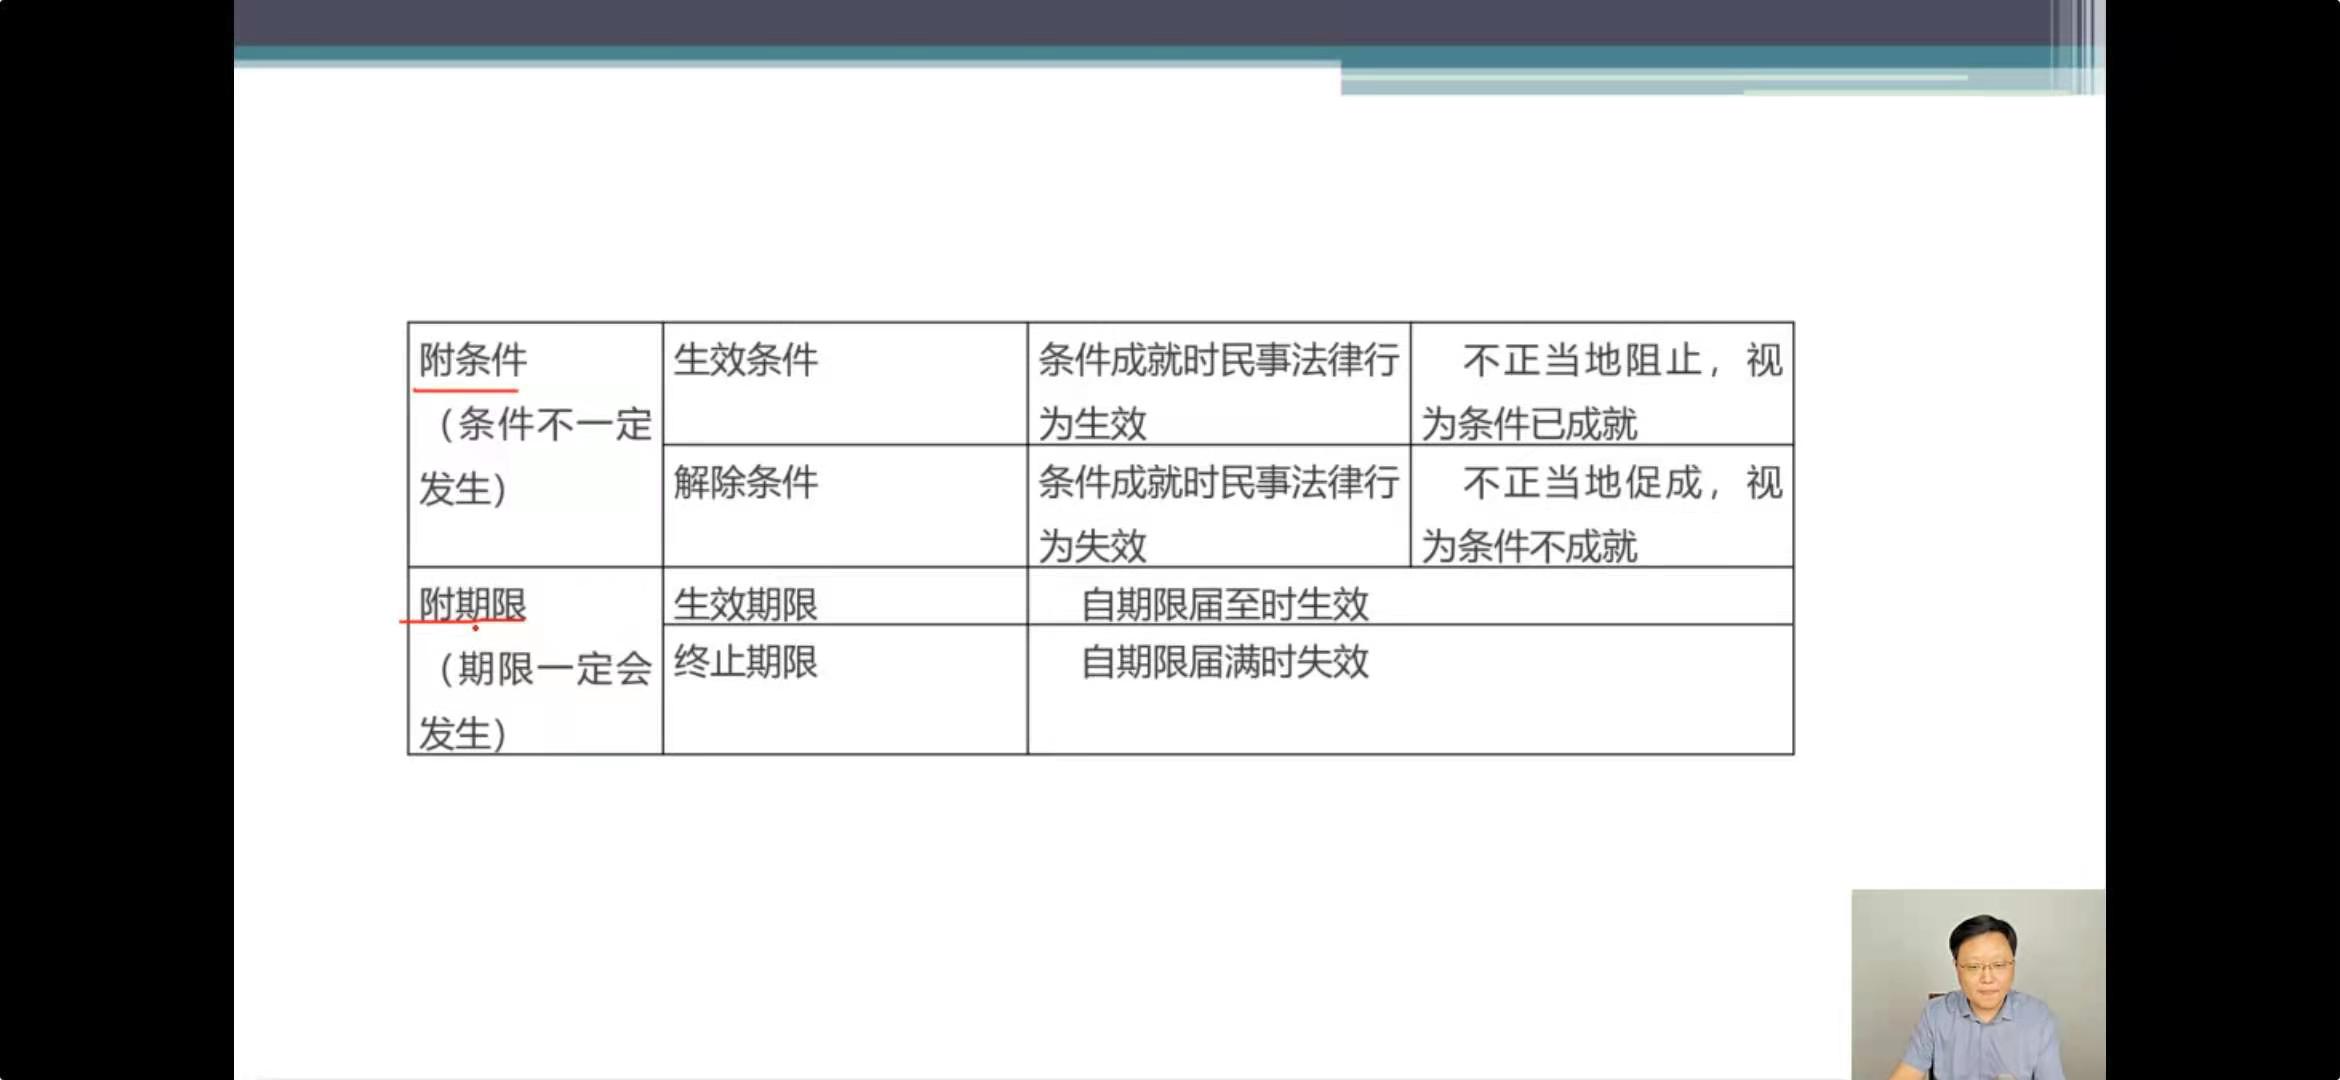 附条件
（条件不一定
发生）
生效条件
条件成就时民事法律行
为生效
不正当地阻止，视
为条件已成就
解除条件
条件成就时民事法律行
为失效
不正当地促成，视
为条件不成就
附期限
（期限一定会
发生）
生效期限
自期限届至时生效
终止期限
自期限届满时失效